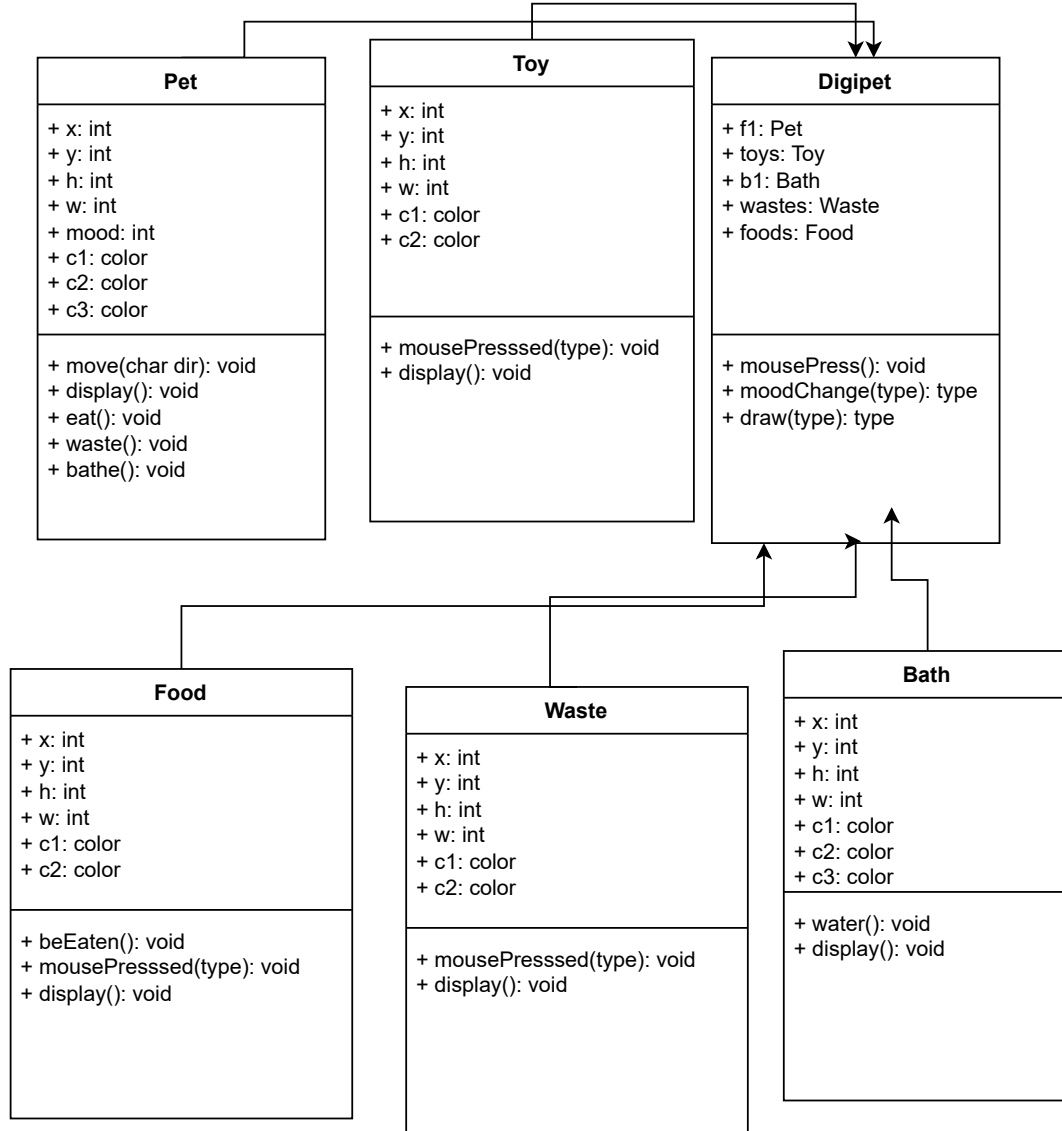 Pet
+ x: int
+ y: int
+ h: int
+ w: int
+ mood: int
+ c1: color
+ c2: color
+ c3: color
+ move(char dir): void
+ display(): void
+ eat(): void
+ waste(): void
+ bathe(): void
Toy
+ x: int
+ y: int
+ h: int
+ w: int
+ c1: color
+ c2: color
+ mousePresssed(type): void
+ display(): void
Digipet
+ f1: Pet
+ toys: Toy
+ b1: Bath
+ wastes: Waste
+ foods: Food
+ mousePress(): void
+ moodChange(type): type
+ draw(type): type
Food
+ x: int
+ y: int
+ h: int
+ w: int
+ c1: color
+ c2: color
+ beEaten(): void
+ mousePresssed(type): void
+ display(): void
Waste
+ x: int
+ y: int
+ h: int
+ w: int
+ c1: color
+ c2: color
+ mousePresssed(type): void
+ display(): void
Bath
+ x: int
+ y: int
+ h: int
+ w: int
+ c1: color
+ c2: color
+ c3: color
+ water(): void
+ display(): void